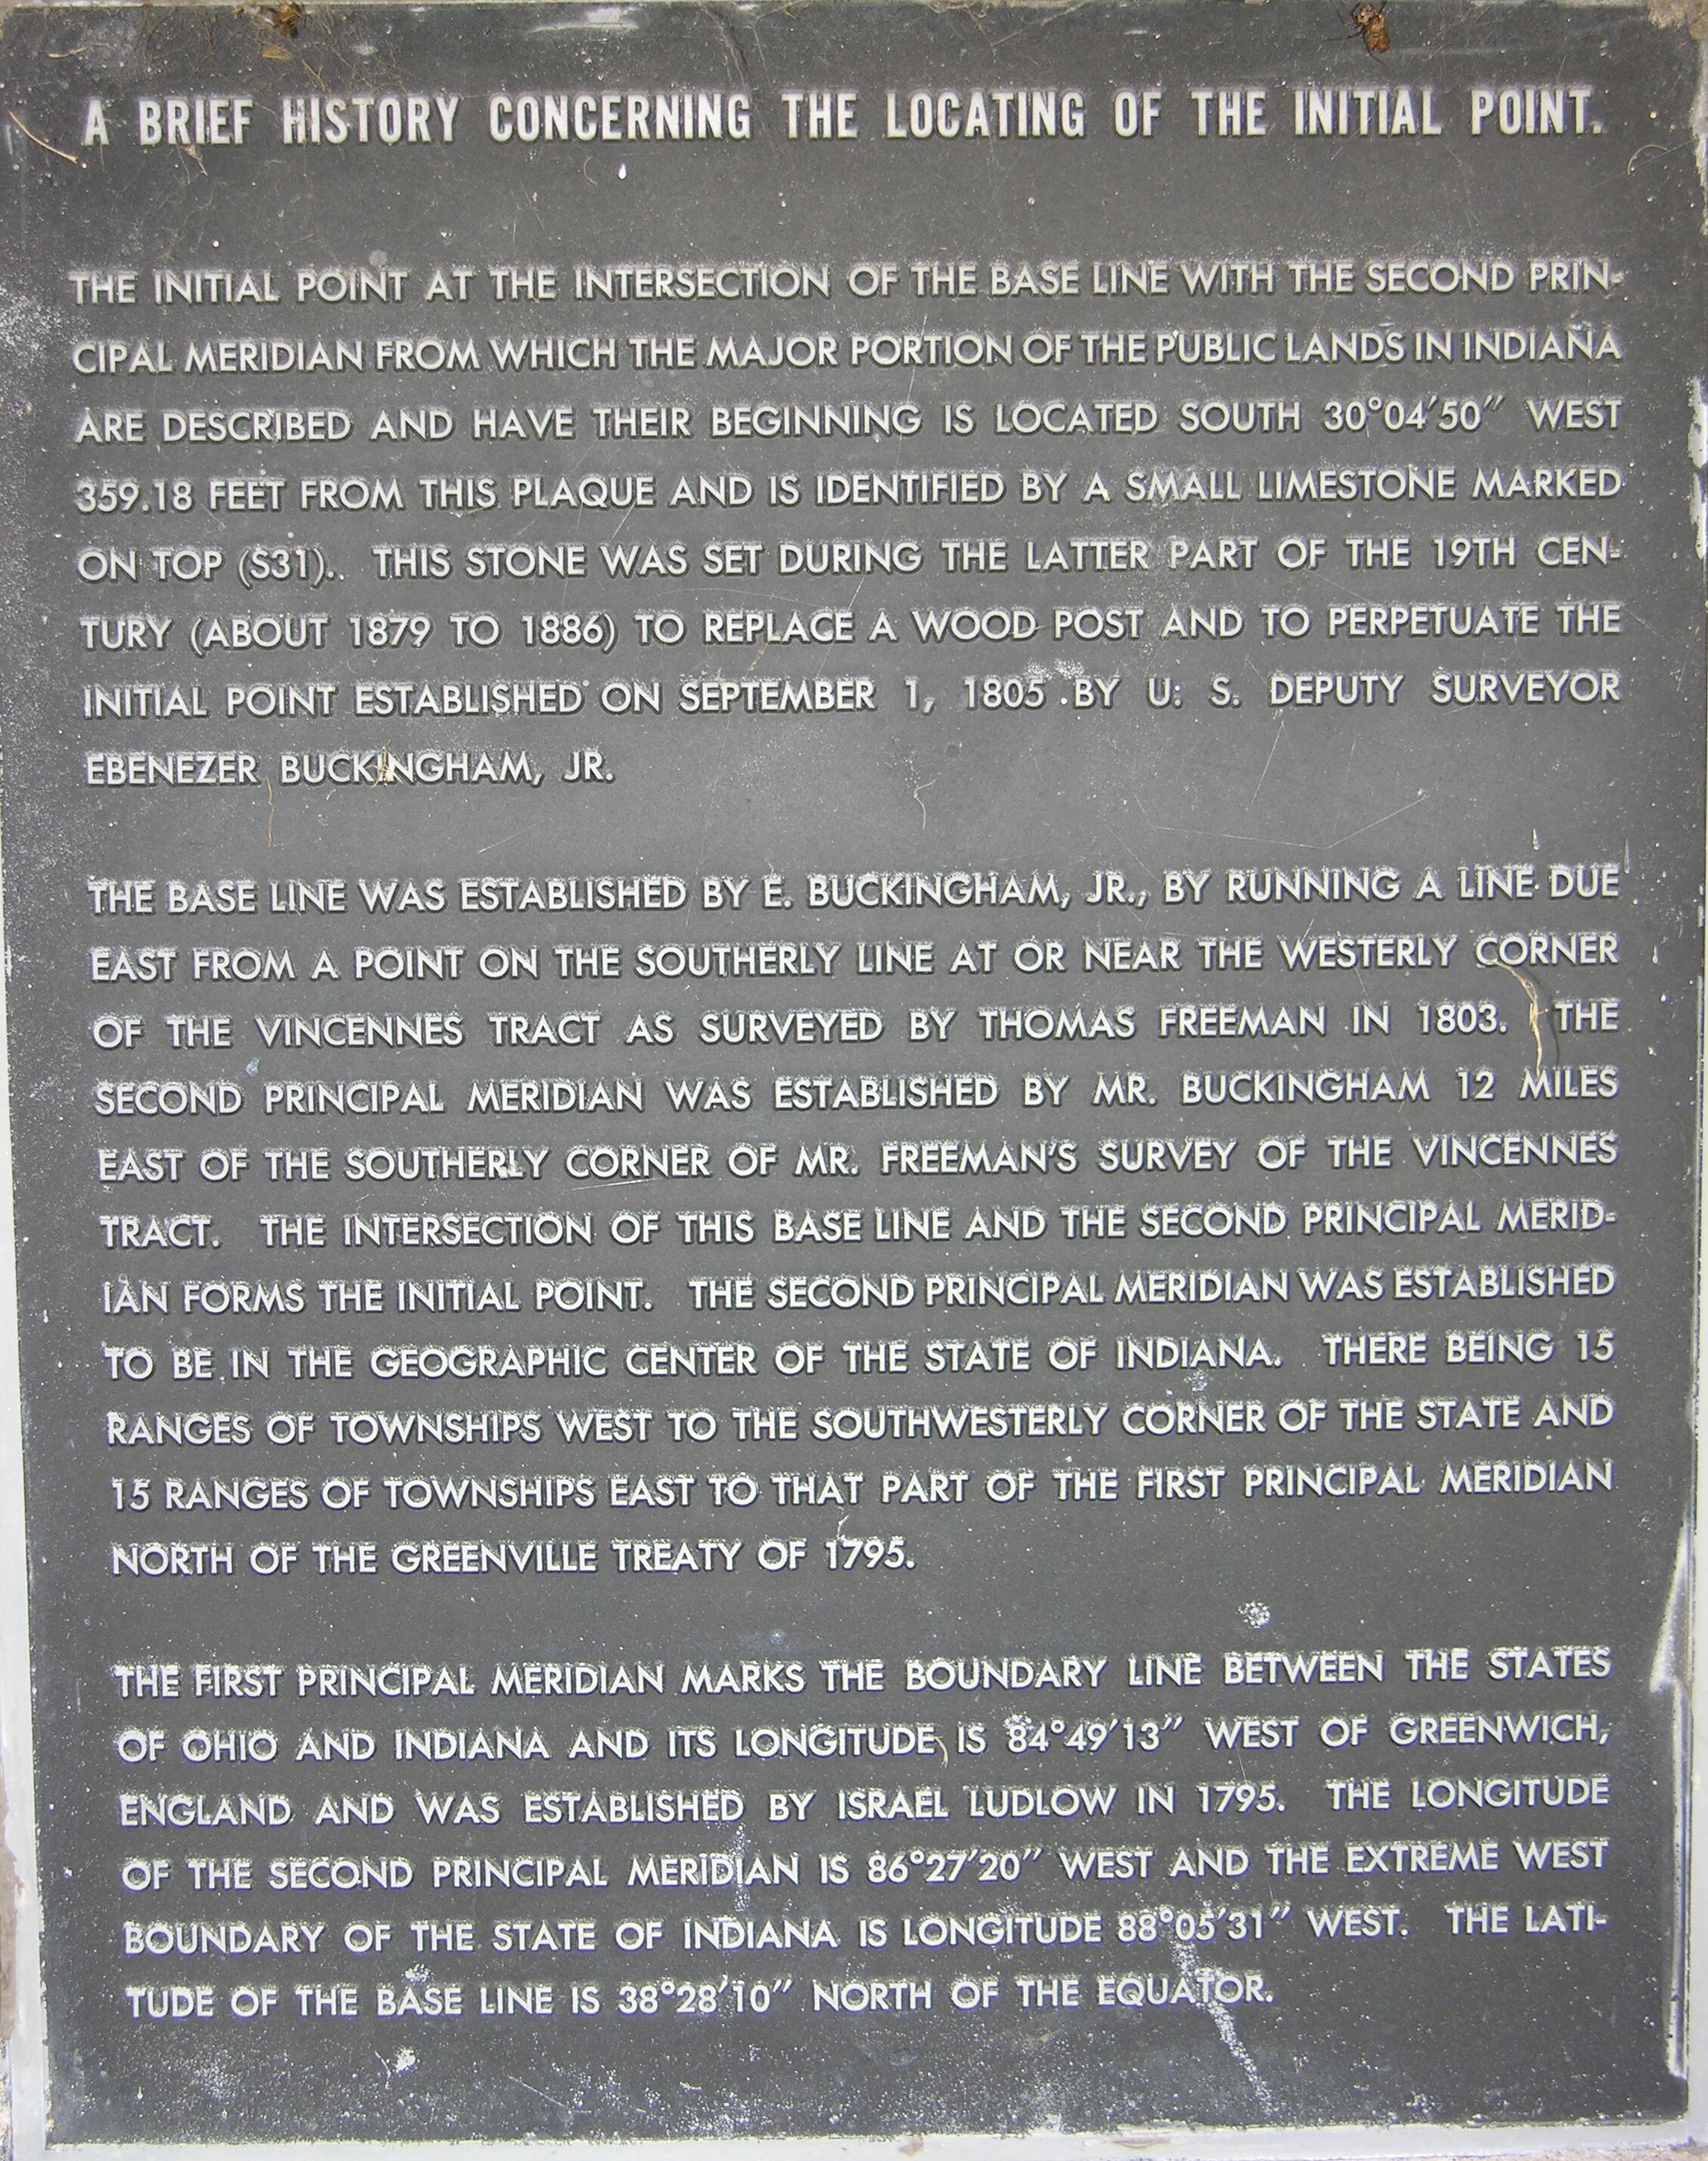 A BRIEF HISTORY CONCERNING THE LOCATING OF THE INITIAL POINT.
THE INITIAL POINT AT THE INTERSECTION OF THE BASE LINE WITH THE SECOND PRIN-
CIPAL MERIDIAN FROM WHICH THE MAJOR PORTION OF THE PUBLIC LANDS IN INDIANA
ARE DESCRIBED AND HAVE THEIR BEGINNING IS LOCATED SOUTH 30°04'50" WEST
359.18 FEET FROM THIS PLAQUE AND IS IDENTIFIED BY A SMALL LIMESTONE MARKED
ON TOP (S31). THIS STONE WAS SET DURING THE LATTER PART OF THE 19TH CEN-
TURY (ABOUT 1879 TO 1886) TO REPLACE A WOOD POST AND TO PERPETUATE THE
INITIAL POINT ESTABLISHED ON SEPTEMBER 1, 1805 BY U. S. DEPUTY SURVEYOR
EBENEZER BUCKINGHAM, JR.
THE BASE LINE WAS ESTABLISHED BY E. BUCKINGHAM, JR., BY RUNNING A LINE DUE
EAST FROM A POINT ON THE SOUTHERLY LINE AT OR NEAR THE WESTERLY CORNER
OF THE VINCENNES TRACT AS SURVEYED BY THOMAS FREEMAN IN 1803. THE
SECOND PRINCIPAL MERIDIAN WAS ESTABLISHED BY MR. BUCKINGHAM 12 MILES
EAST OF THE SOUTHERLY CORNER OF MR. FREEMAN'S SURVEY OF THE VINCENNES
TRACT. THE INTERSECTION OF THIS BASE LINE AND THE SECOND PRINCIPAL MERID-
IAN FORMS THE INITIAL POINT. THE SECOND PRINCIPAL MERIDIAN WAS ESTABLISHED
TO BE IN THE GEOGRAPHIC CENTER OF THE STATE OF INDIANA. THERE BEING 15
RANGES OF TOWNSHIPS WEST TO THE SOUTHWESTERLY CORNER OF THE STATE AND
15 RANGES OF TOWNSHIPS EAST TO THAT PART OF THE FIRST PRINCIPAL MERIDIAN
NORTH OF THE GREENVILLE TREATY OF 1795.
THE FIRST PRINCIPAL MERIDIAN MARKS THE BOUNDARY LINE BETWEEN THE STATES
OF OHIO AND INDIANA AND ITS LONGITUDE IS 84°49'13" WEST OF GREENWICH,
ENGLAND AND WAS ESTABLISHED BY ISRAEL LUDLOW IN 1795. THE LONGITUDE
OF THE SECOND PRINCIPAL MERIDIAN IS 86°27'20" WEST AND THE EXTREME WEST
BOUNDARY OF THE STATE OF INDIANA IS LONGITUDE 88°05'31" WEST. THE LATI-
TUDE OF THE BASE LINE IS 38°28'10" NORTH OF THE EQUATOR.